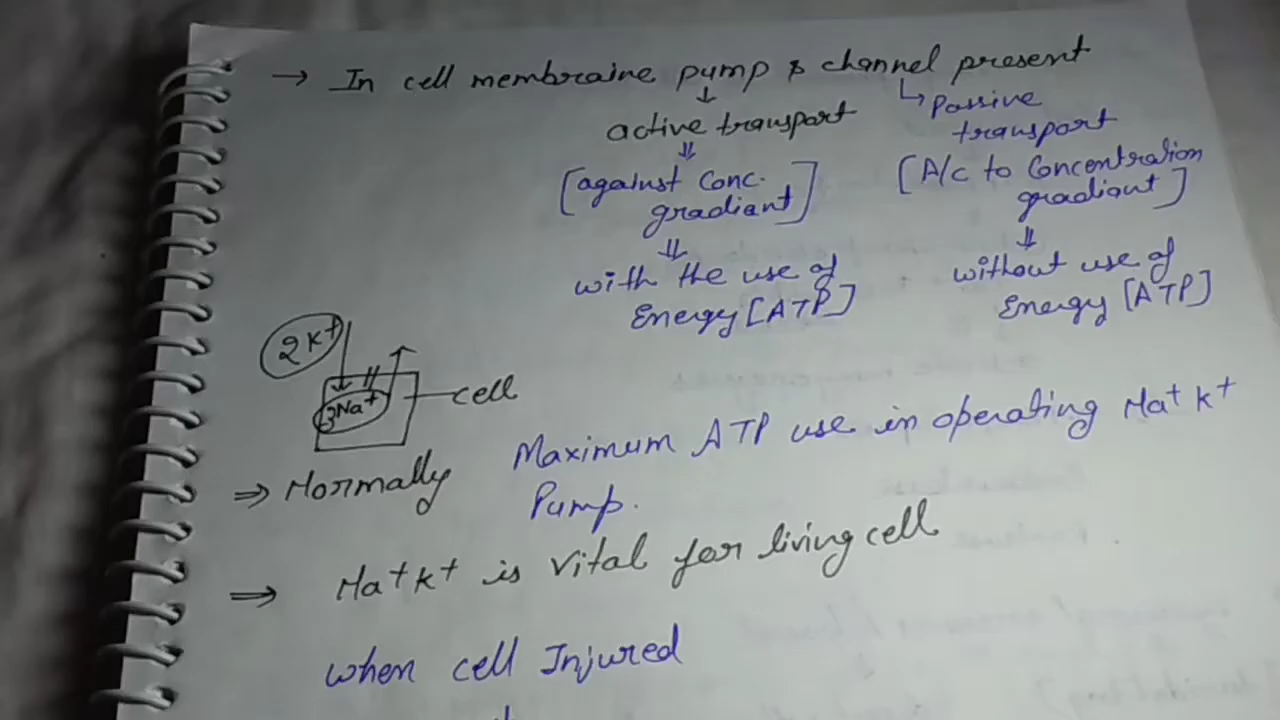 → In cell membraine pump & channel present
↓
active transport
⇓
[against conc.
gradiant]
⇓
with the use of
Energy [ATP]
↳ Passive
transport
[A/c to concentration
gradiant]
⇓
without use of
Energy [ATP]
2K+
3Na+
cell
⇒ Normally Maximum ATP use in operating Na+ K+
Pump.
⇒ Na+ K+ is vital for living cell
when cell Injured